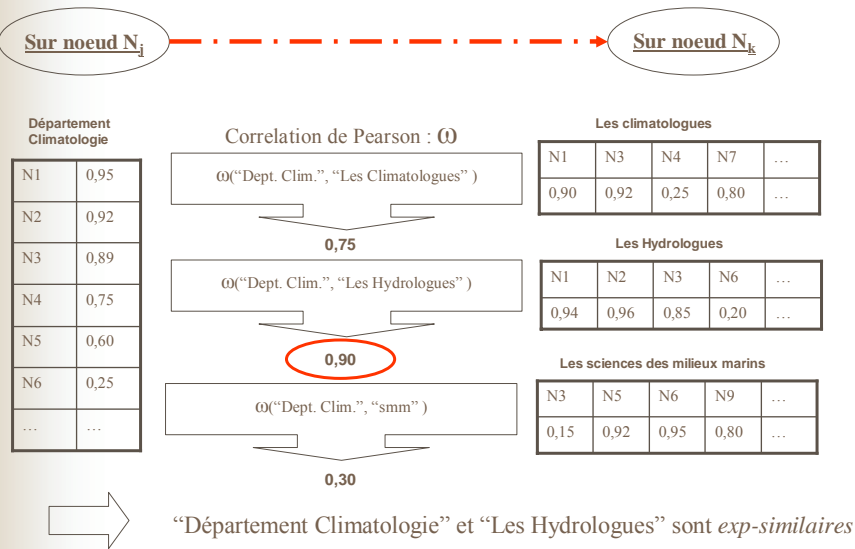 Sur noeud Nj
Sur noeud Nk
Département
Climatologie
N1 0,95
N2 0,92
N3 0,89
N4 0,75
N5 0,60
N6 0,25
… …
Correlation de Pearson : ω
ω(“Dept. Clim.”, “Les Climatologues” )
0,75
ω(“Dept. Clim.”, “Les Hydrologues” )
0,90
ω(“Dept. Clim.”, “smm” )
0,30
Les climatologues
N1 N3 N4 N7 …
0,90 0,92 0,25 0,80 …
Les Hydrologues
N1 N2 N3 N6 …
0,94 0,96 0,85 0,20 …
Les sciences des milieux marins
N3 N5 N6 N9 …
0,15 0,92 0,95 0,80 …
“Département Climatologie” et “Les Hydrologues” sont exp-similaires